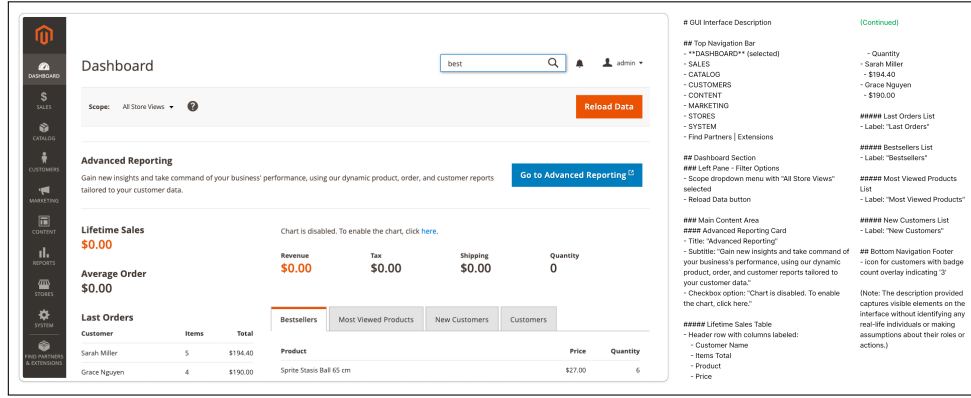 DASHBOARD
SALES
CATALOG
CUSTOMERS
MARKETING
CONTENT
REPORTS
STORES
SYSTEM
FIND PARTNERS
& EXTENSIONS
Dashboard
best
admin
Scope: All Store Views
?
Reload Data
Advanced Reporting
Gain new insights and take command of your business' performance, using our dynamic product, order, and customer reports
tailored to your customer data.
Go to Advanced Reporting
Lifetime Sales
$0.00
Average Order
$0.00
Last Orders
Customer Items Total
Sarah Miller 5 $194.40
Grace Nguyen 4 $190.00
Chart is disabled. To enable the chart, click here.
Revenue Tax Shipping Quantity
$0.00 $0.00 $0.00 0
Bestsellers Most Viewed Products New Customers Customers
Product Price Quantity
Sprite Stasis Ball 65 cm $27.00 6
# GUI Interface Description
## Top Navigation Bar
- **DASHBOARD** (selected)
- SALES
- CATALOG
- CUSTOMERS
- CONTENT
- MARKETING
- STORES
- SYSTEM
- Find Partners | Extensions
## Dashboard Section
### Left Pane - Filter Options
- Scope dropdown menu with "All Store Views"
selected
- Reload Data button
### Main Content Area
#### Advanced Reporting Card
- Title: "Advanced Reporting"
- Subtitle: "Gain new insights and take command of
your business's performance, using our dynamic
product, order, and customer reports tailored to
your customer data."
- Checkbox option: "Chart is disabled. To enable
the chart, click here."
##### Lifetime Sales Table
- Header row with columns labeled:
- Customer Name
- Items Total
- Product
- Price
(Continued)
- Quantity
- Sarah Miller
- $194.40
- Grace Nguyen
- $190.00
##### Last Orders List
- Label: "Last Orders"
##### Bestsellers List
- Label: "Bestsellers"
##### Most Viewed Products
List
- Label: "Most Viewed Products"
##### New Customers List
- Label: "New Customers"
## Bottom Navigation Footer
- icon for customers with badge
count overlay indicating '3'
(Note: The description provided
captures visible elements on the
interface without identifying any
real-life individuals or making
assumptions about their roles or
actions.)